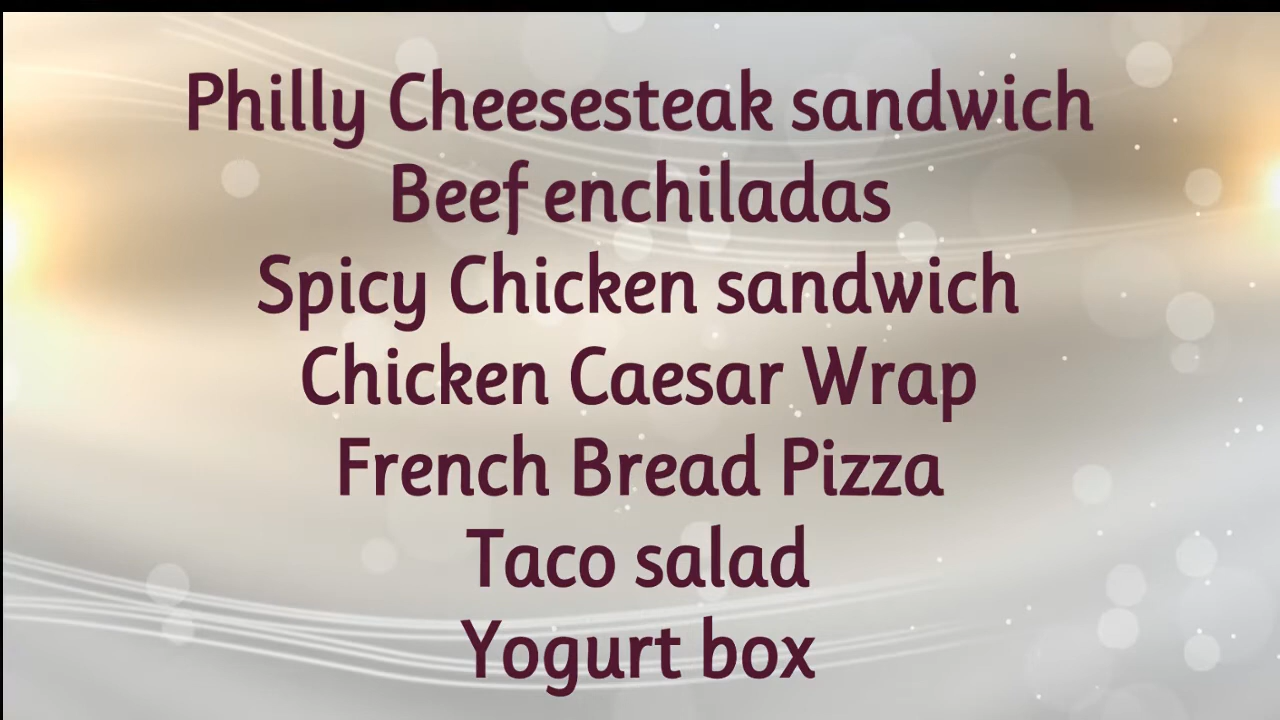 Philly Cheesesteak sandwich
Beef enchiladas
Spicy Chicken sandwich
Chicken Caesar Wrap
French Bread Pizza
Taco salad
Yogurt box